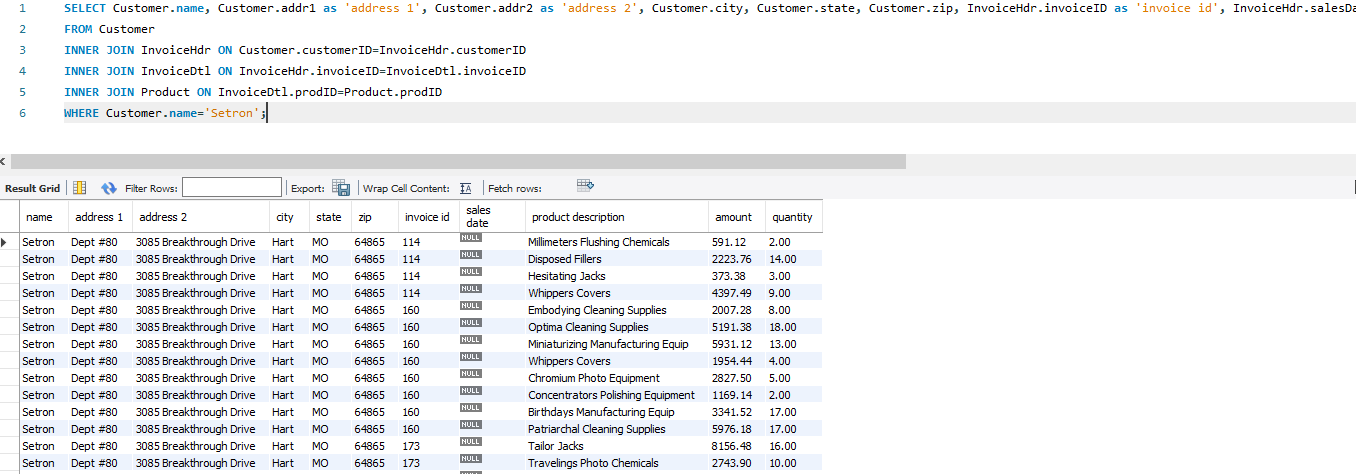 1 SELECT Customer.name, Customer.addr1 as 'address 1', Customer.addr2 as 'address 2', Customer.city, Customer.state, Customer.zip, InvoiceHdr.invoiceID as 'invoice id', InvoiceHdr.salesDa
2 FROM Customer
3 INNER JOIN InvoiceHdr ON Customer.customerID=InvoiceHdr.customerID
4 INNER JOIN InvoiceDtl ON InvoiceHdr.invoiceID=InvoiceDtl.invoiceID
5 INNER JOIN Product ON InvoiceDtl.prodID=Product.prodID
6 WHERE Customer.name='Setron';
Result Grid Filter Rows: Export: Wrap Cell Content: Fetch rows:
name address 1 address 2 city state zip invoice id sales date product description amount quantity
Setron Dept #80 3085 Breakthrough Drive Hart MO 64865 114 NULL Millimeters Flushing Chemicals 591.12 2.00
Setron Dept #80 3085 Breakthrough Drive Hart MO 64865 114 NULL Disposed Fillers 2223.76 14.00
Setron Dept #80 3085 Breakthrough Drive Hart MO 64865 114 NULL Hesitating Jacks 373.38 3.00
Setron Dept #80 3085 Breakthrough Drive Hart MO 64865 114 NULL Whippers Covers 4397.49 9.00
Setron Dept #80 3085 Breakthrough Drive Hart MO 64865 160 NULL Embodying Cleaning Supplies 2007.28 8.00
Setron Dept #80 3085 Breakthrough Drive Hart MO 64865 160 NULL Optima Cleaning Supplies 5191.38 18.00
Setron Dept #80 3085 Breakthrough Drive Hart MO 64865 160 NULL Miniaturizing Manufacturing Equip 5931.12 13.00
Setron Dept #80 3085 Breakthrough Drive Hart MO 64865 160 NULL Whippers Covers 1954.44 4.00
Setron Dept #80 3085 Breakthrough Drive Hart MO 64865 160 NULL Chromium Photo Equipment 2827.50 5.00
Setron Dept #80 3085 Breakthrough Drive Hart MO 64865 160 NULL Concentrators Polishing Equipment 1169.14 2.00
Setron Dept #80 3085 Breakthrough Drive Hart MO 64865 160 NULL Birthdays Manufacturing Equip 3341.52 17.00
Setron Dept #80 3085 Breakthrough Drive Hart MO 64865 160 NULL Patriarchal Cleaning Supplies 5976.18 17.00
Setron Dept #80 3085 Breakthrough Drive Hart MO 64865 173 NULL Tailor Jacks 8156.48 16.00
Setron Dept #80 3085 Breakthrough Drive Hart MO 64865 173 NULL Travelings Photo Chemicals 2743.90 10.00